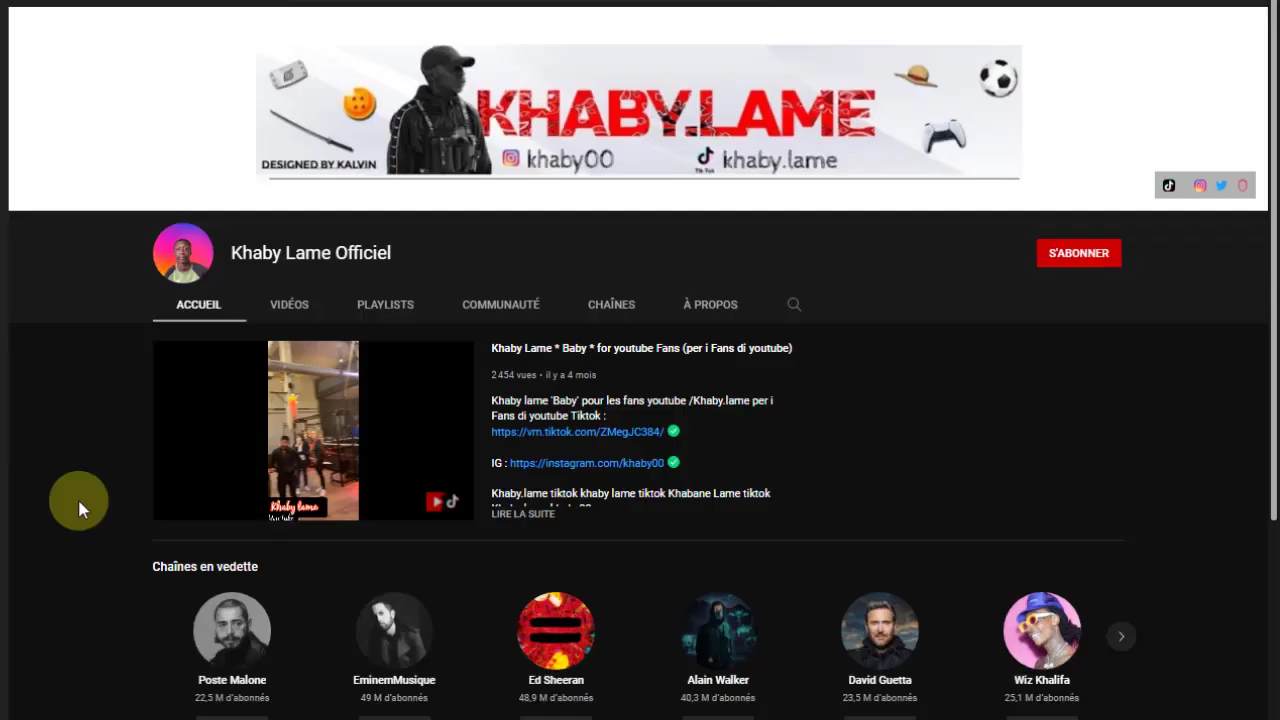 KHABY.LAME
DESIGNED BY KALVIN
khaby00
Tik Tok
khaby.lame
Khaby Lame Officiel
S'ABONNER
ACCUEIL
VIDÉOS
PLAYLISTS
COMMUNAUTÉ
CHAÎNES
À PROPOS
Khaby lame
Khaby Lame * Baby * for youtube Fans (per i Fans di youtube)
2 454 vues • il y a 4 mois
Khaby lame 'Baby' pour les fans youtube /Khaby.lame per i
Fans di youtube Tiktok :
https://vm.tiktok.com/ZMegJC384/
IG : https://instagram.com/khaby00
Khaby.lame tiktok khaby lame tiktok Khabane Lame tiktok
LIRE LA SUITE
Chaînes en vedette
Poste Malone
22,5 M d'abonnés
EminemMusique
49 M d'abonnés
Ed Sheeran
48,9 M d'abonnés
Alain Walker
40,3 M d'abonnés
David Guetta
23,5 M d'abonnés
Wiz Khalifa
25,1 M d'abonnés